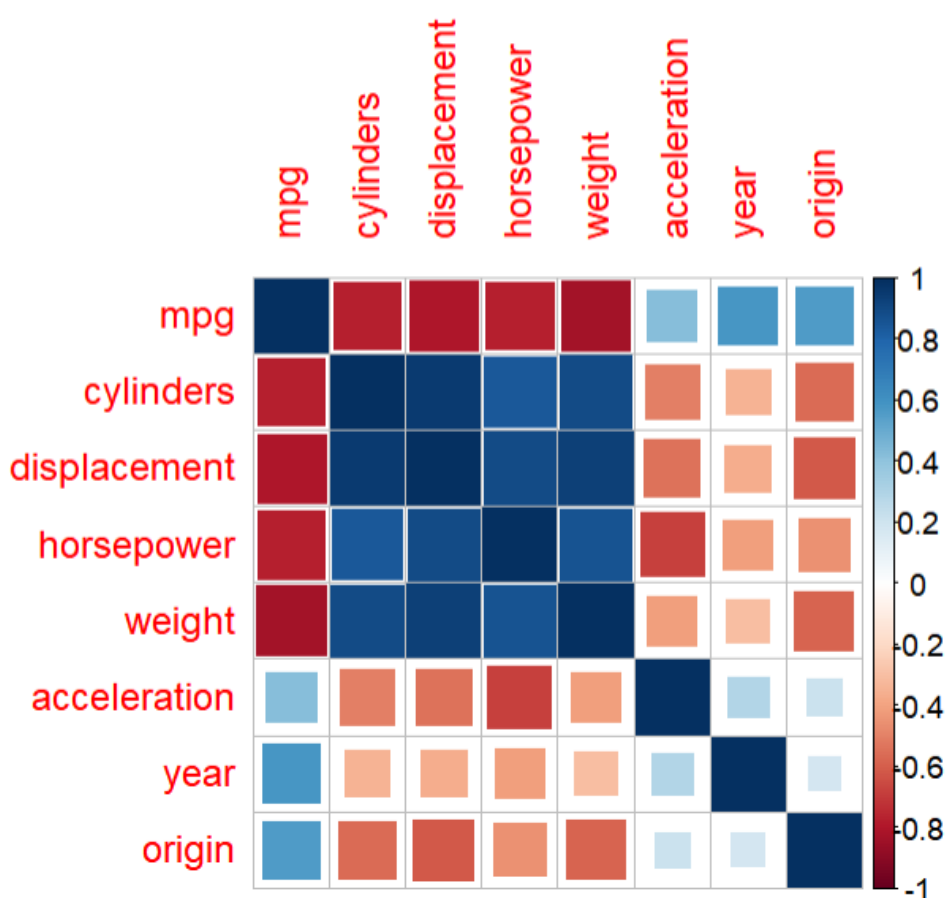 mpg
cylinders
displacement
horsepower
weight
acceleration
year
origin
mpg
cylinders
displacement
horsepower
weight
acceleration
year
origin
1
0.8
0.6
0.4
0.2
0
-0.2
-0.4
-0.6
-0.8
-1